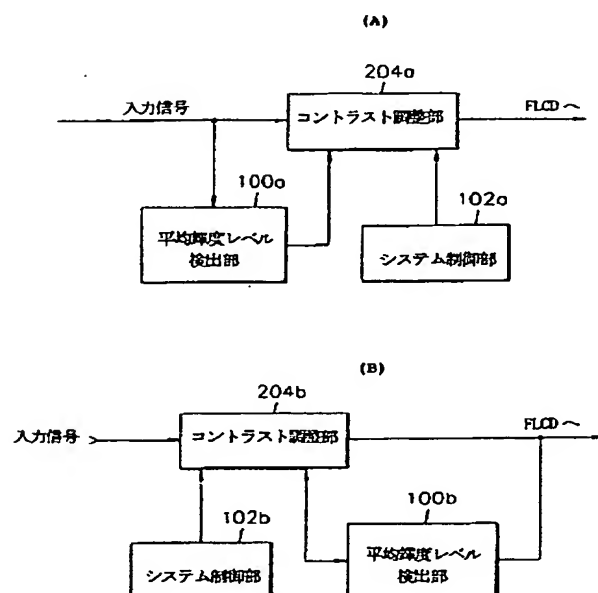 (A)
204a
入力信号
コントラスト調整部
FLCDへ
100a
102a
平均輝度レベル
検出部
システム制御部
(B)
204b
入力信号
コントラスト調整部
FLCDへ
102b
100b
システム制御部
平均輝度レベル
検出部